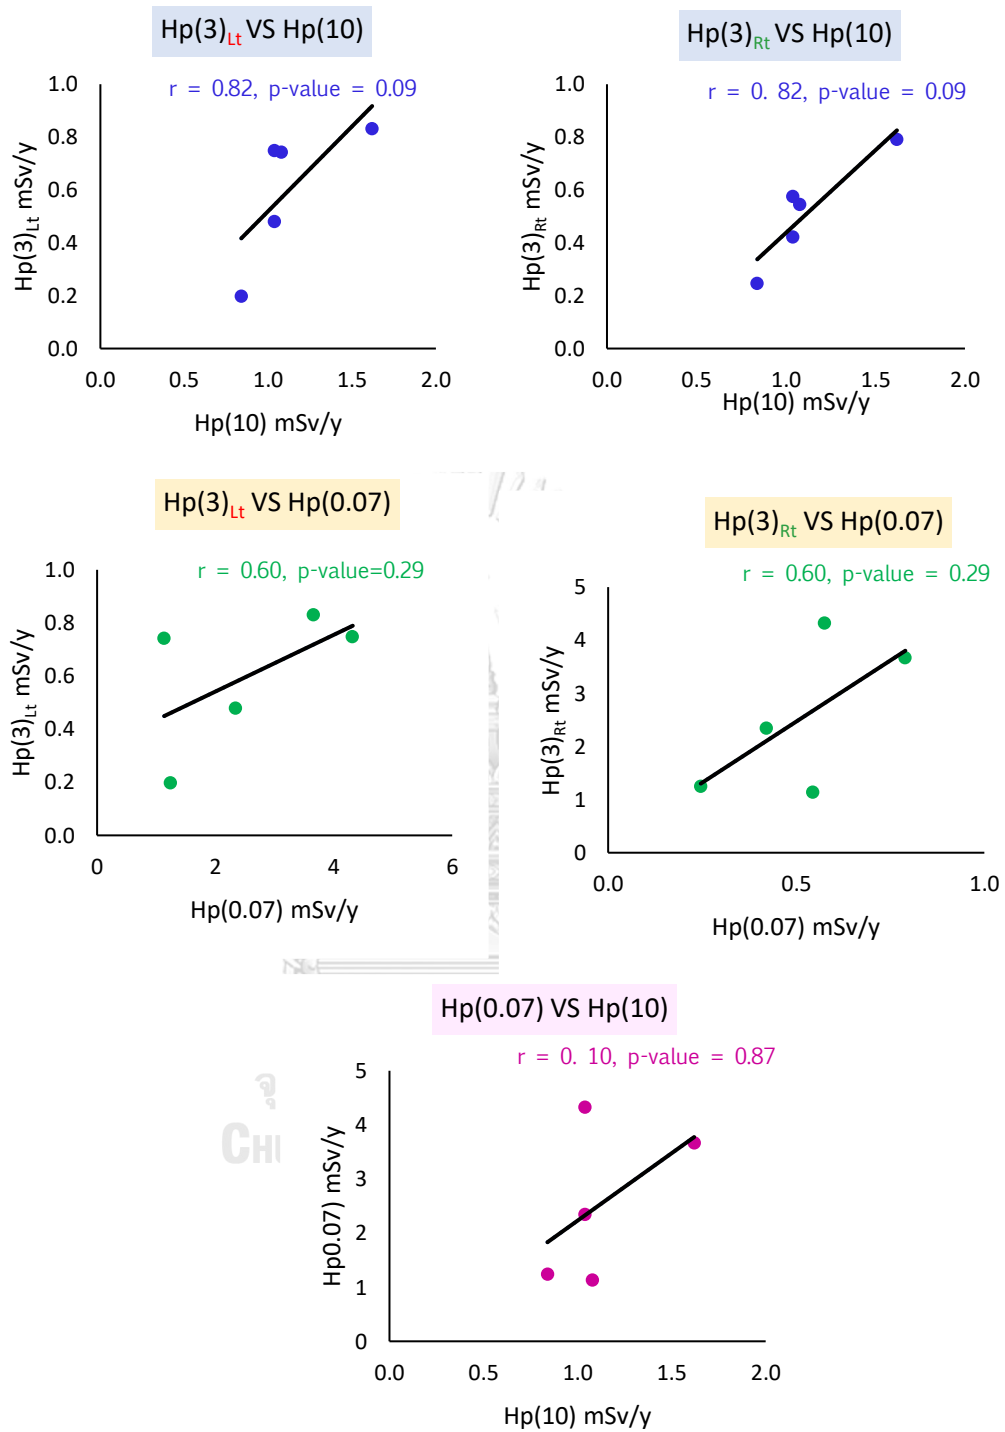 Hp(3)Lt VS Hp(10)
r = 0.82, p-value = 0.09
1.0
0.8
0.6
0.4
0.2
0.0
Hp(3)Lt mSv/y
0.0 0.5 1.0 1.5 2.0
Hp(10) mSv/y
Hp(3)Rt VS Hp(10)
r = 0. 82, p-value = 0.09
1.0
0.8
0.6
0.4
0.2
0.0
Hp(3)Rt mSv/y
0.0 0.5 1.0 1.5 2.0
Hp(10) mSv/y
Hp(3)Lt VS Hp(0.07)
r = 0.60, p-value=0.29
1.0
0.8
0.6
0.4
0.2
0.0
Hp(3)Lt mSv/y
0 2 4 6
Hp(0.07) mSv/y
Hp(3)Rt VS Hp(0.07)
r = 0.60, p-value = 0.29
5
4
3
2
1
0
Hp(3)Rt mSv/y
0.0 0.5 1.0
Hp(0.07) mSv/y
Hp(0.07) VS Hp(10)
r = 0. 10, p-value = 0.87
5
4
3
2
1
0
Hp0.07) mSv/y
0.0 0.5 1.0 1.5 2.0
Hp(10) mSv/y